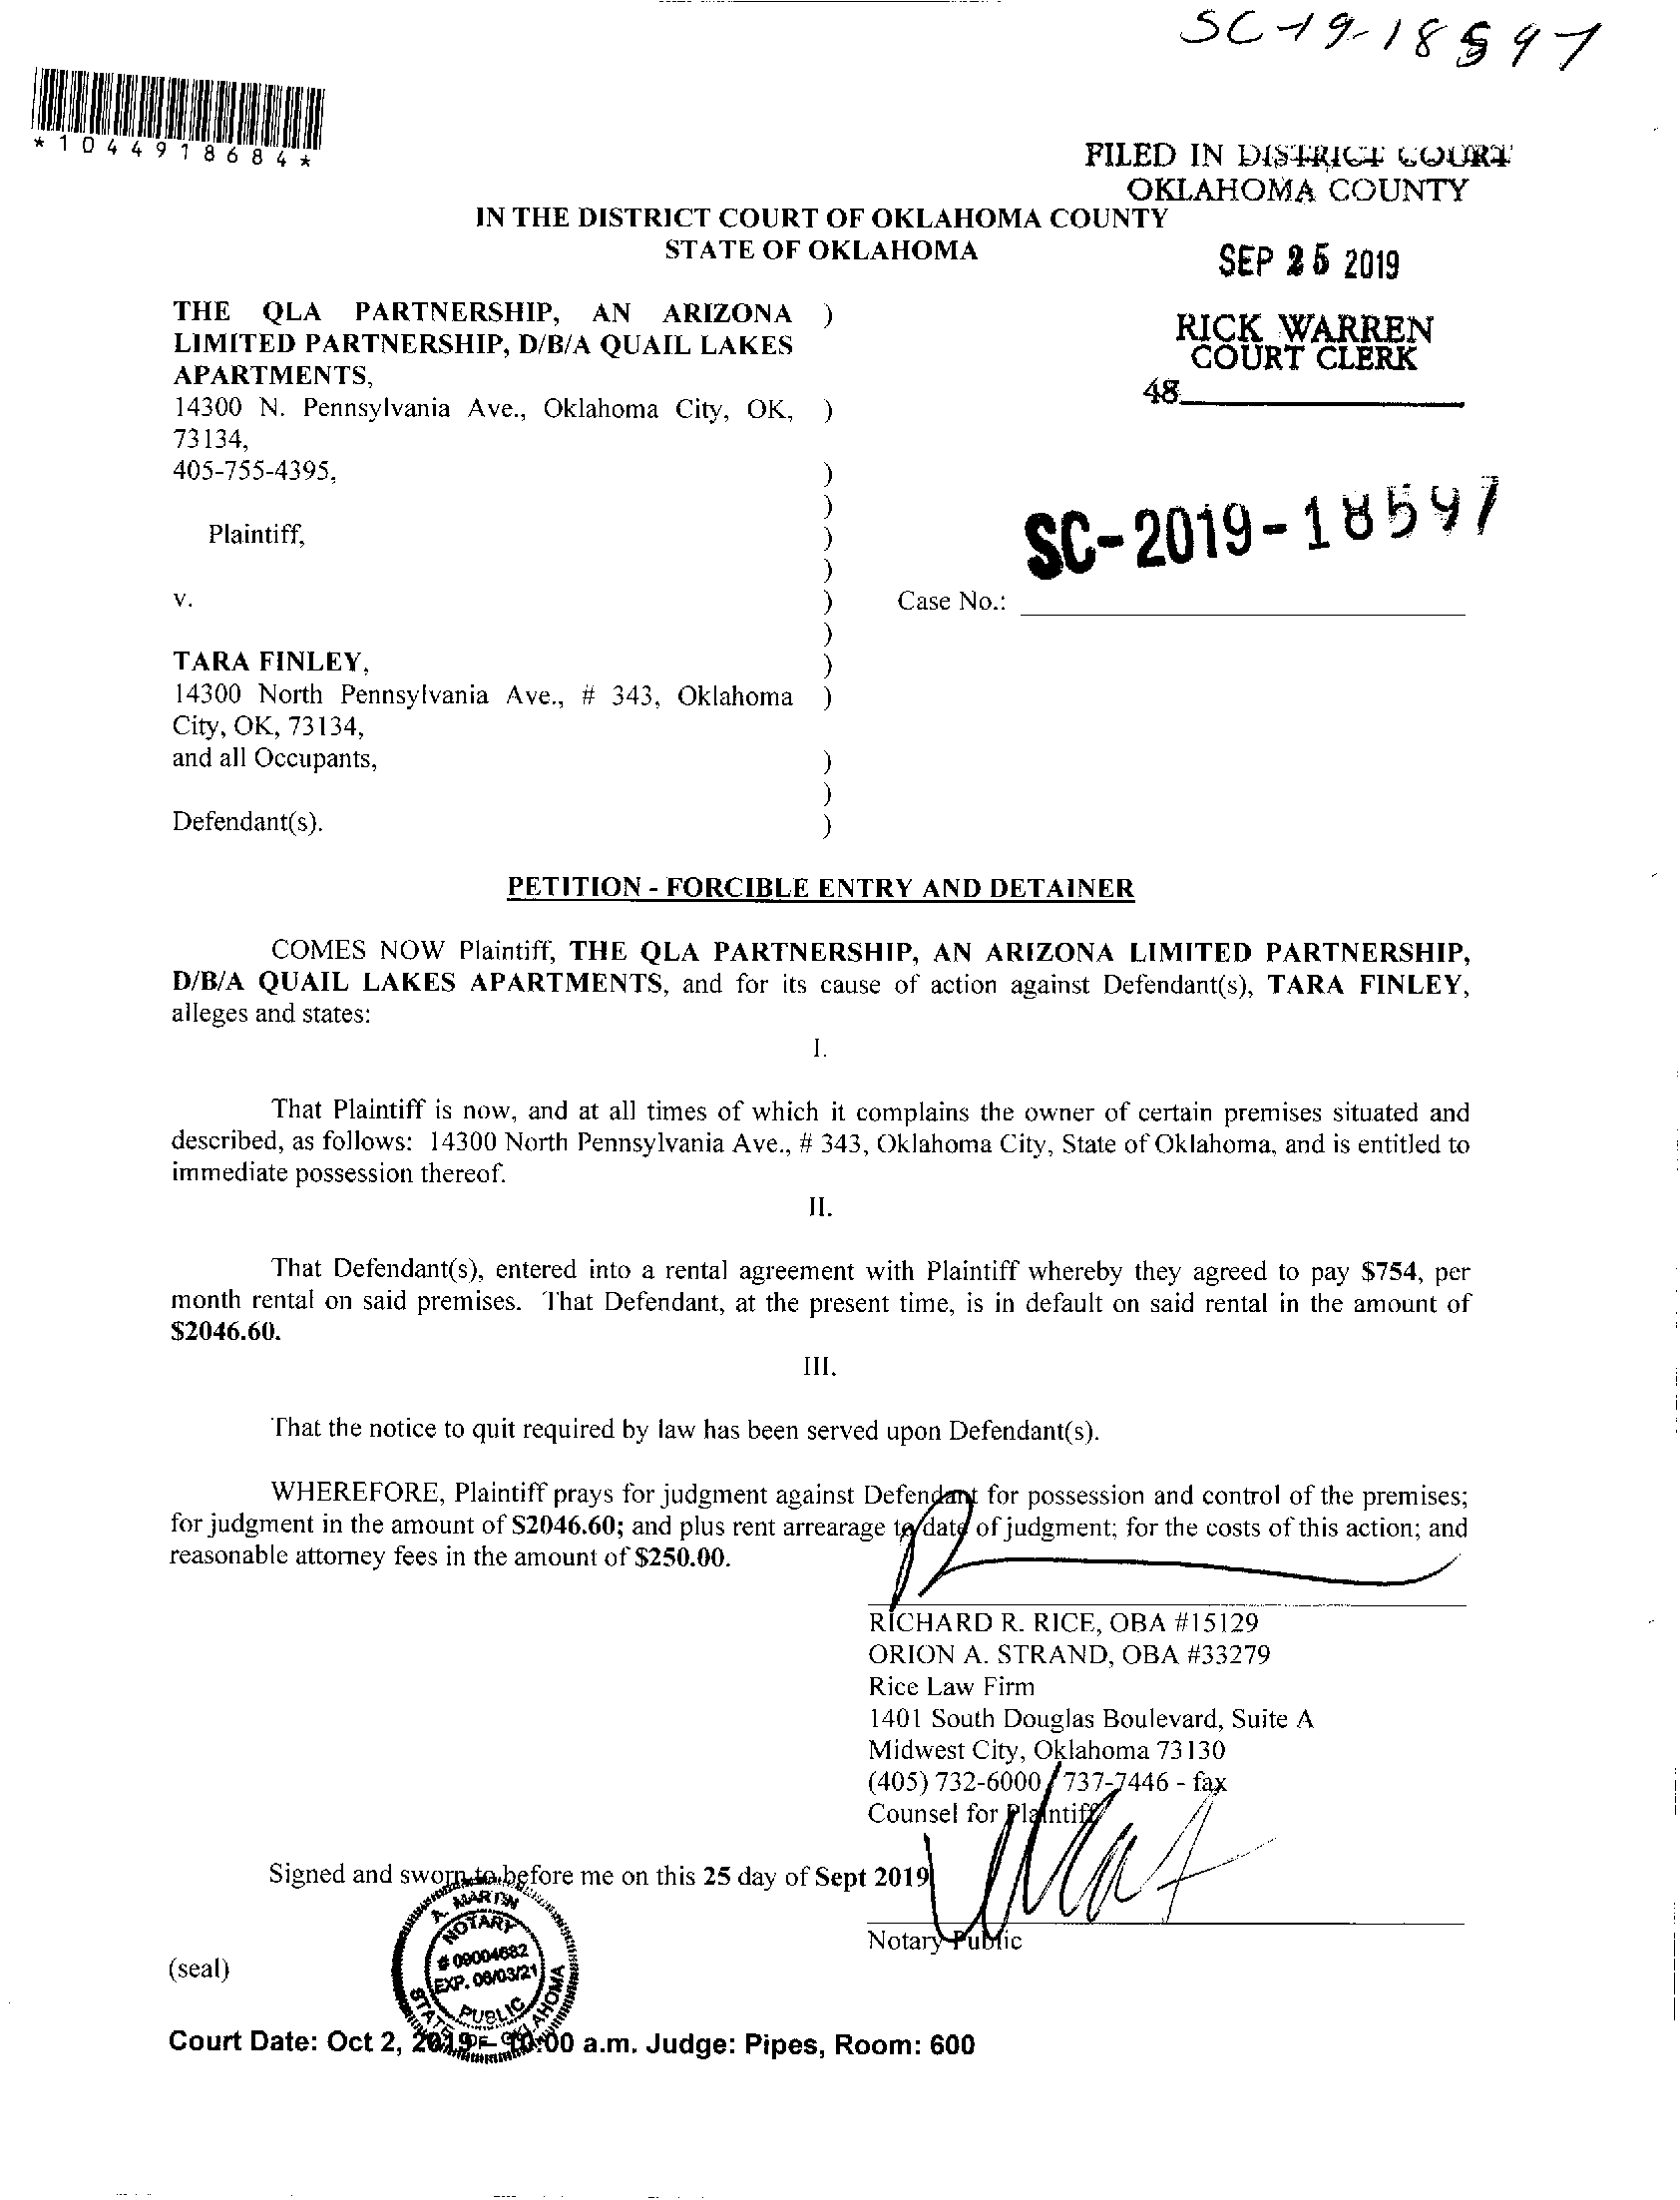 SC-19-18597
*1044918684*
FILED IN DISTRICT COURT
OKLAHOMA COUNTY
IN THE DISTRICT COURT OF OKLAHOMA COUNTY
STATE OF OKLAHOMA
SEP 25 2019
RICK WARREN
COURT CLERK
48
THE QLA PARTNERSHIP, AN ARIZONA )
LIMITED PARTNERSHIP, D/B/A QUAIL LAKES
APARTMENTS,
14300 N. Pennsylvania Ave., Oklahoma City, OK, )
73134,
405-755-4395, )
)
Plaintiff, )
)
v. )
)
SC-2019-18597
Case No.:
TARA FINLEY, )
14300 North Pennsylvania Ave., # 343, Oklahoma )
City, OK, 73134,
and all Occupants, )
)
Defendant(s). )
PETITION - FORCIBLE ENTRY AND DETAINER
COMES NOW Plaintiff, THE QLA PARTNERSHIP, AN ARIZONA LIMITED PARTNERSHIP,
D/B/A QUAIL LAKES APARTMENTS, and for its cause of action against Defendant(s), TARA FINLEY,
alleges and states:
I.
That Plaintiff is now, and at all times of which it complains the owner of certain premises situated and
described, as follows: 14300 North Pennsylvania Ave., # 343, Oklahoma City, State of Oklahoma, and is entitled to
immediate possession thereof.
II.
That Defendant(s), entered into a rental agreement with Plaintiff whereby they agreed to pay $754, per
month rental on said premises. That Defendant, at the present time, is in default on said rental in the amount of
$2046.60.
III.
That the notice to quit required by law has been served upon Defendant(s).
WHEREFORE, Plaintiff prays for judgment against Defendant for possession and control of the premises;
for judgment in the amount of $2046.60; and plus rent arrearage to date of judgment; for the costs of this action; and
reasonable attorney fees in the amount of $250.00.
RICHARD R. RICE, OBA #15129
ORION A. STRAND, OBA #33279
Rice Law Firm
1401 South Douglas Boulevard, Suite A
Midwest City, Oklahoma 73130
(405) 732-6000/ 737-7446 - fax
Counsel for Plaintiff
Signed and sworn to before me on this 25 day of Sept 2019
Notary Public
(seal)
A. MARTIN
NOTARY
# 09004682
EXP. 06/03/21
PUBLIC
STATE OF OKLAHOMA
Court Date: Oct 2, 2019 - 10:00 a.m. Judge: Pipes, Room: 600